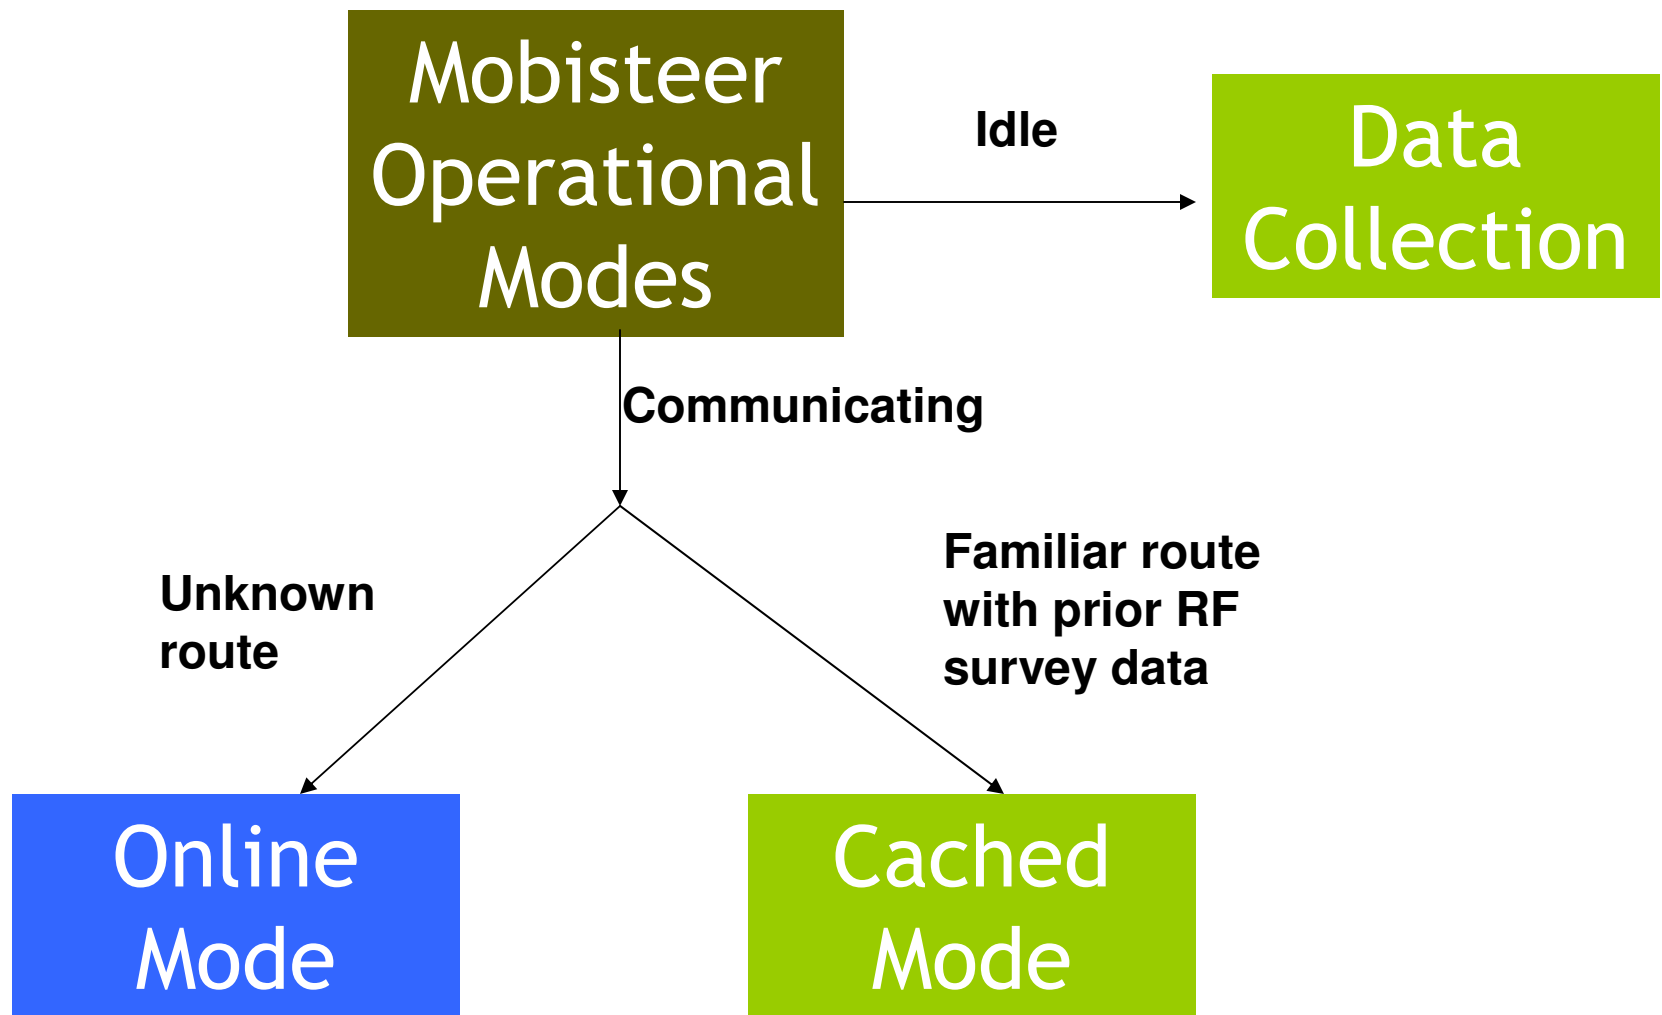 Mobisteer
Operational
Modes
Idle
Data
Collection
Communicating
Unknown
route
Familiar route
with prior RF
survey data
Online
Mode
Cached
Mode